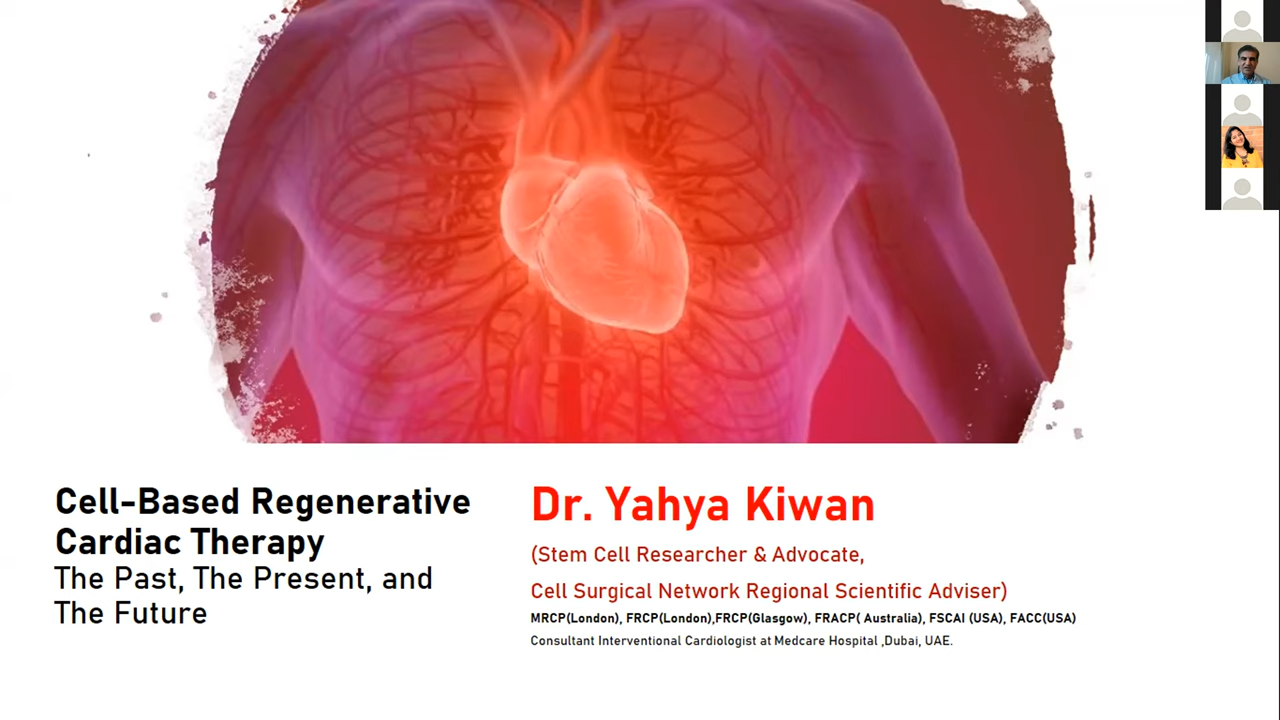 Cell-Based Regenerative
Cardiac Therapy
The Past, The Present, and
The Future
Dr. Yahya Kiwan
(Stem Cell Researcher & Advocate,
Cell Surgical Network Regional Scientific Adviser)
MRCP(London), FRCP(London),FRCP(Glasgow), FRACP( Australia), FSCAI (USA), FACC(USA)
Consultant Interventional Cardiologist at Medcare Hospital ,Dubai, UAE.